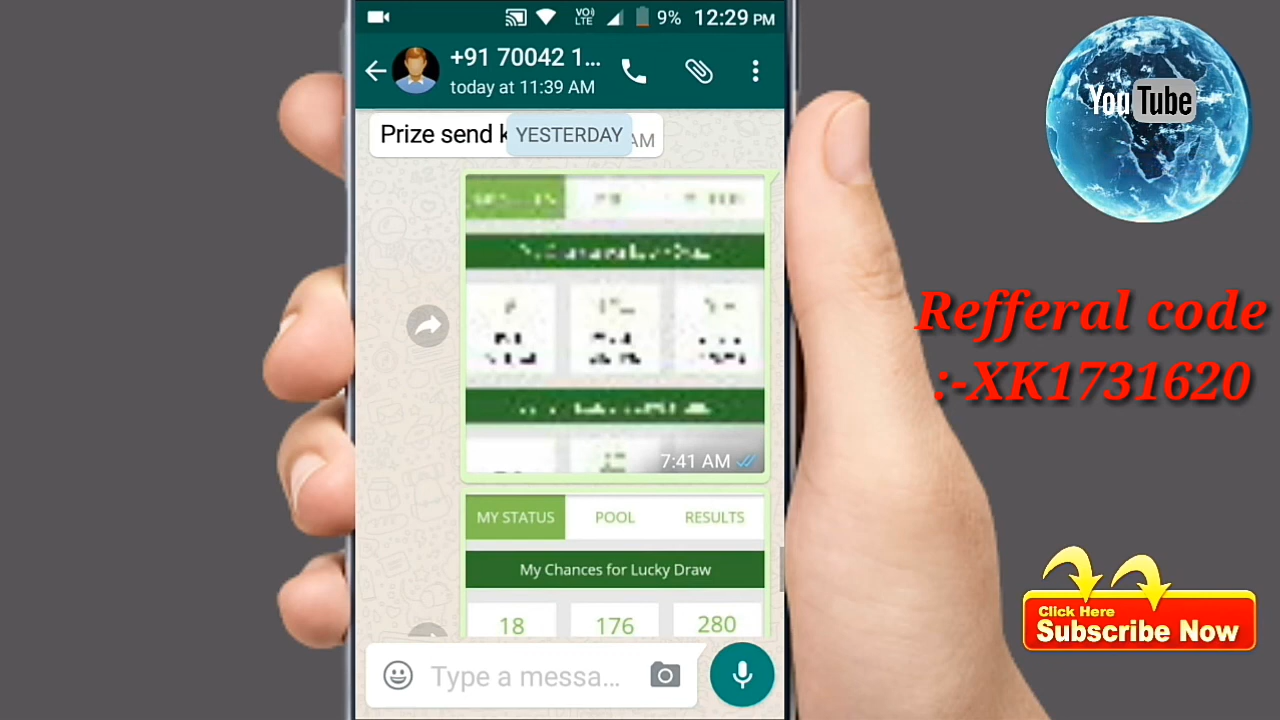 VO)
LTE
9%
12:29 PM
+91 70042 1...
today at 11:39 AM
Prize send
YESTERDAY
AM
7:41 AM
MY STATUS
POOL
RESULTS
My Chances for Lucky Draw
18
176
280
Type a messa...
You Tube
Refferal code
:-XK1731620
Click Here
Subscribe Now